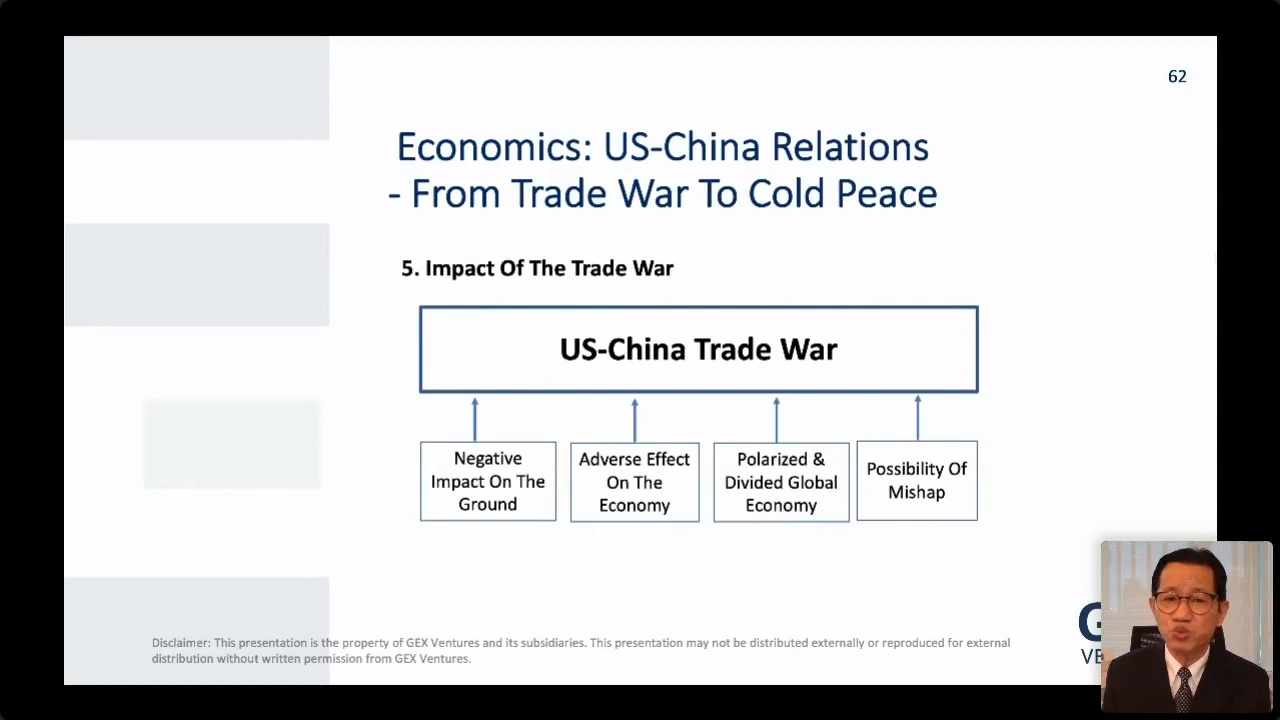 62
Economics: US-China Relations
- From Trade War To Cold Peace
5. Impact Of The Trade War
US-China Trade War
Negative
Impact On The
Ground
Adverse Effect
On The
Economy
Polarized &
Divided Global
Economy
Possibility Of
Mishap
Disclaimer: This presentation is the property of GEX Ventures and its subsidiaries. This presentation may not be distributed externally or reproduced for external
distribution without written permission from GEX Ventures.